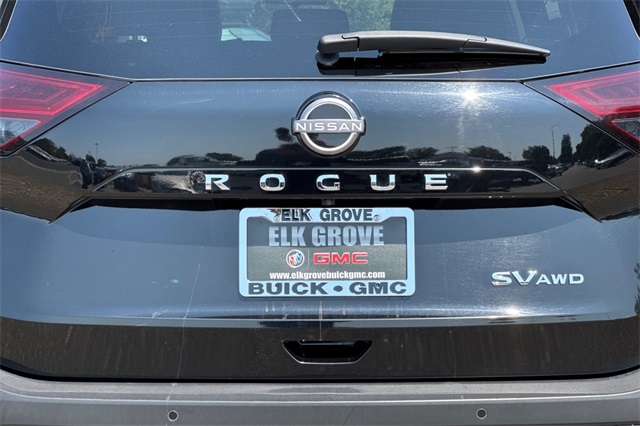 NISSAN
ROGUE
ELK GROVE
ELK GROVE
GMC
www.elkgrovebuickgmc.com
BUICK • GMC
SV AWD